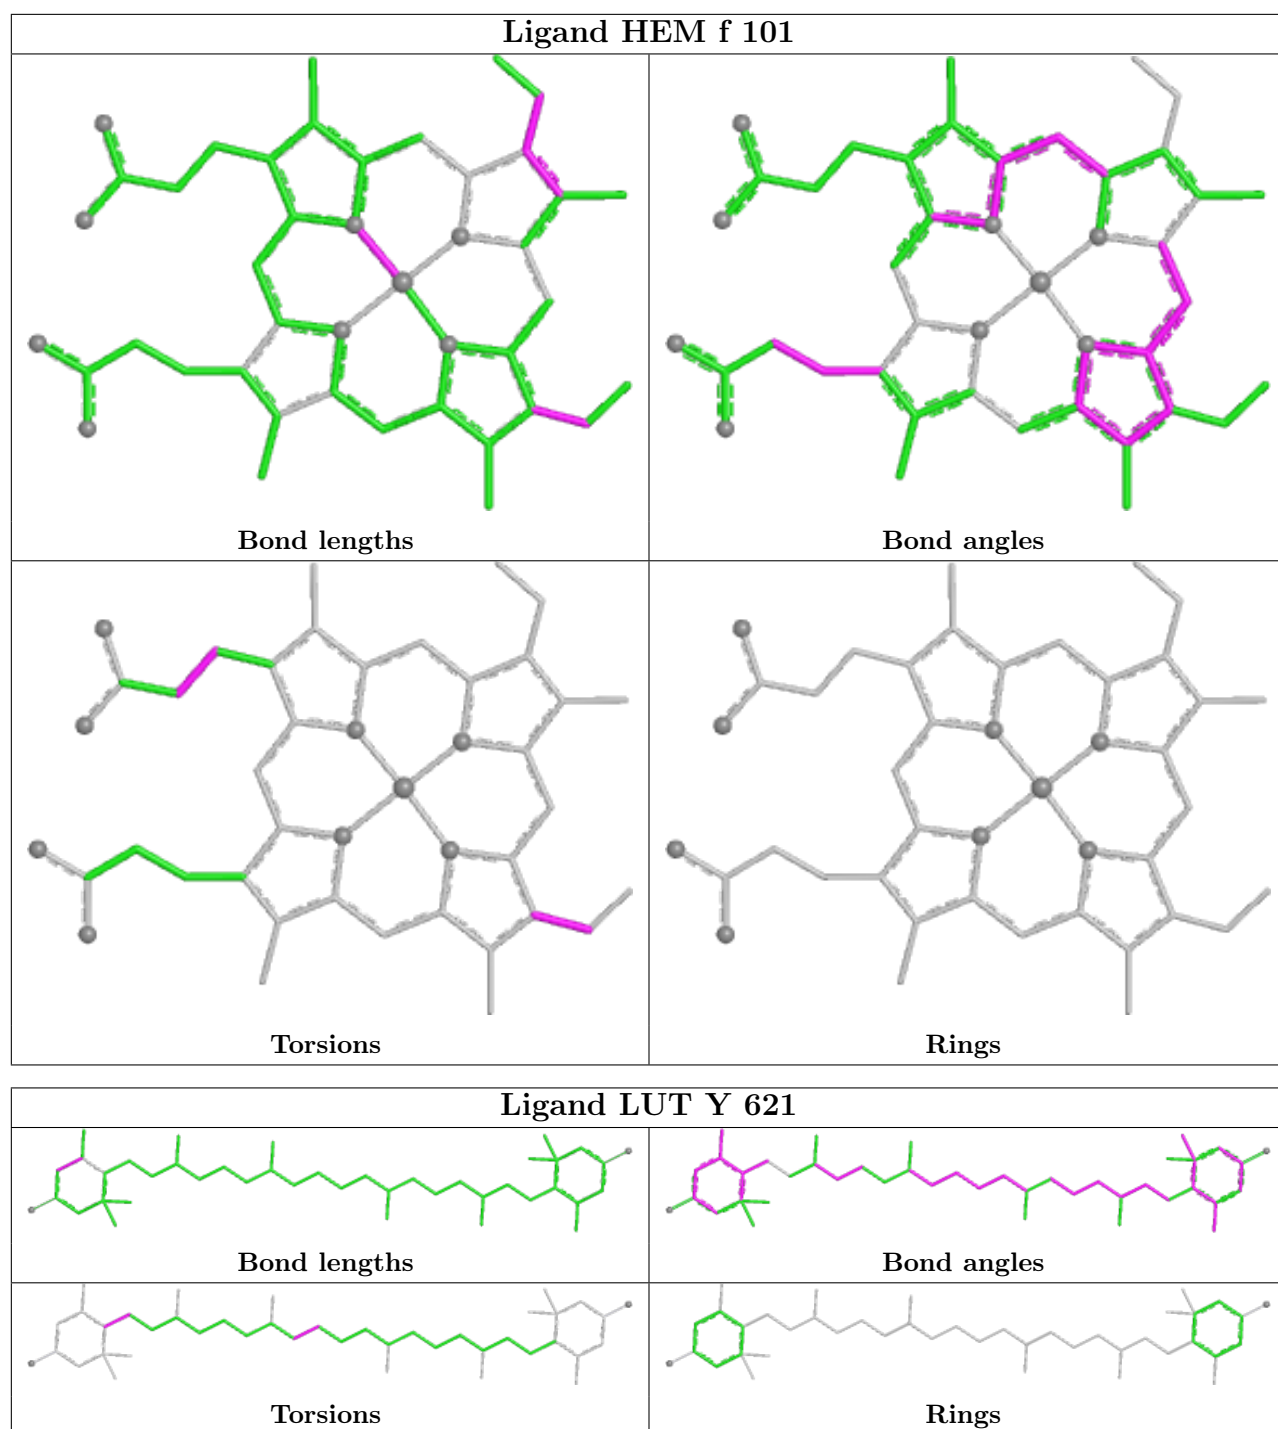 Ligand HEM f 101
Bond lengths
Bond angles
Torsions
Rings
Ligand LUT Y 621
Bond lengths
Bond angles
Torsions
Rings